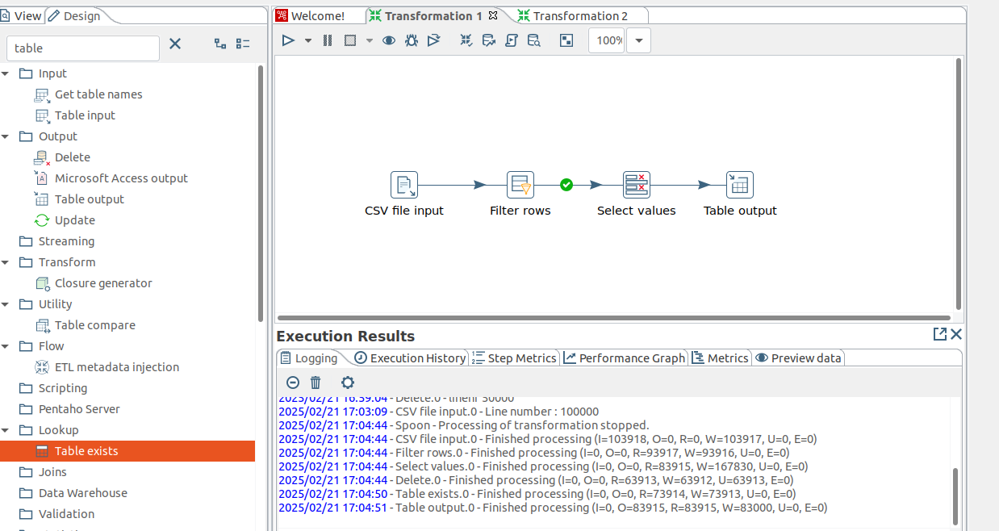 View
Design
Welcome!
Transformation 1
Transformation 2
table
100%
Input
Get table names
Table input
Output
Delete
Microsoft Access output
Table output
Update
Streaming
Transform
Closure generator
Utility
Table compare
Flow
ETL metadata injection
Scripting
Pentaho Server
Lookup
Table exists
Joins
Data Warehouse
Validation
CSV file input
Filter rows
Select values
Table output
Execution Results
Logging
Execution History
Step Metrics
Performance Graph
Metrics
Preview data
2025/02/21 16:59:04 - Delete.0 - linenr 50000
2025/02/21 17:03:09 - CSV file input.0 - Line number : 100000
2025/02/21 17:04:44 - Spoon - Processing of transformation stopped.
2025/02/21 17:04:44 - CSV file input.0 - Finished processing (I=103918, O=0, R=0, W=103917, U=0, E=0)
2025/02/21 17:04:44 - Filter rows.0 - Finished processing (I=0, O=0, R=93917, W=93916, U=0, E=0)
2025/02/21 17:04:44 - Select values.0 - Finished processing (I=0, O=0, R=83915, W=167830, U=0, E=0)
2025/02/21 17:04:44 - Delete.0 - Finished processing (I=0, O=0, R=63913, W=63912, U=63913, E=0)
2025/02/21 17:04:50 - Table exists.0 - Finished processing (I=0, O=0, R=73914, W=73913, U=0, E=0)
2025/02/21 17:04:51 - Table output.0 - Finished processing (I=0, O=83915, R=83915, W=83000, U=0, E=0)